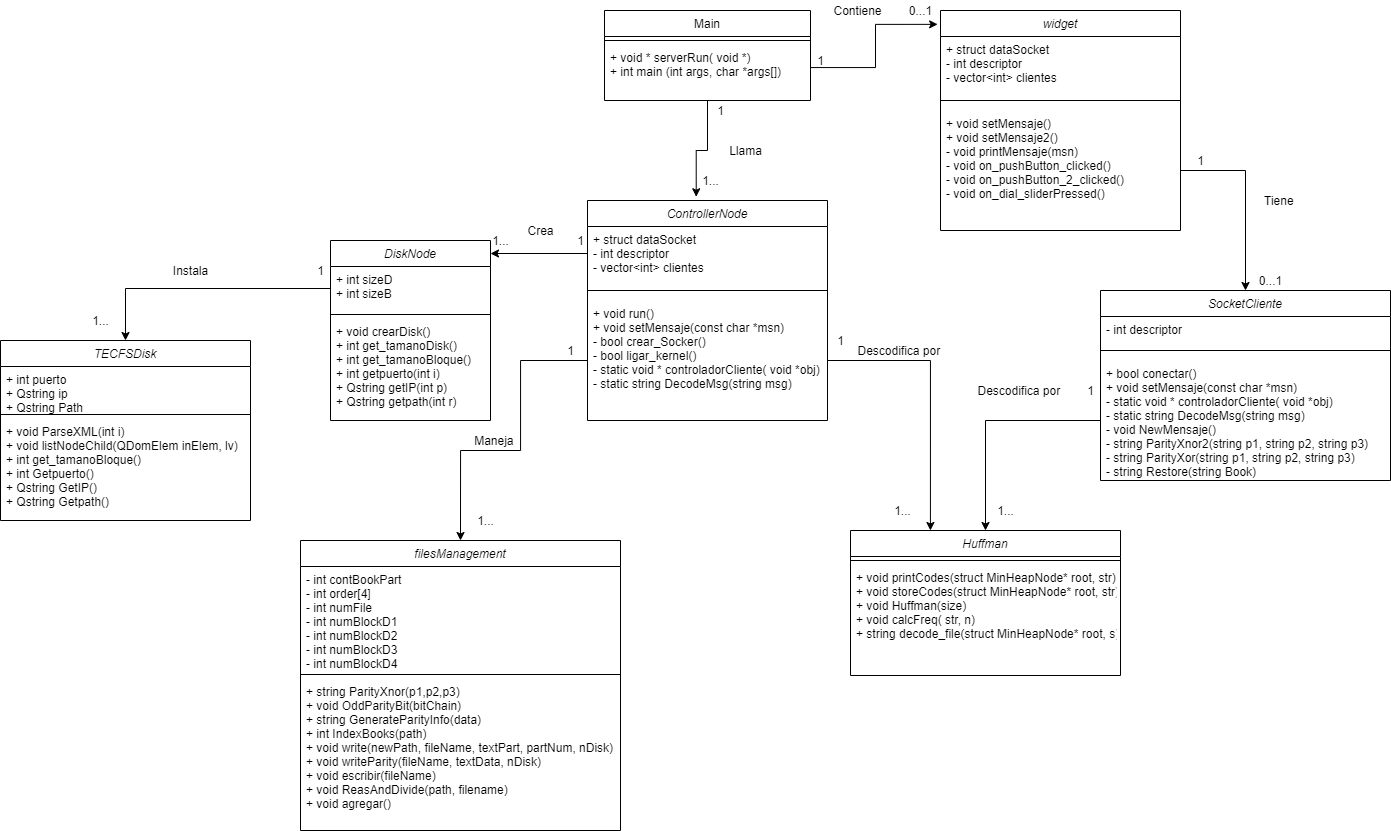 Main
+ void * serverRun( void *)
+ int main (int args, char *args[])
1
Contiene
0...1
widget
+ struct dataSocket
- int descriptor
- vector<int> clientes
+ void setMensaje()
+ void setMensaje2()
- void printMensaje(msn)
- void on_pushButton_clicked()
- void on_pushButton_2_clicked()
- void on_dial_sliderPressed()
1
Llama
1...
1
Tiene
0...1
ControllerNode
+ struct dataSocket
- int descriptor
- vector<int> clientes
+ void run()
+ void setMensaje(const char *msn)
- bool crear_Socker()
- bool ligar_kernel()
- static void * controladorCliente( void *obj)
- static string DecodeMsg(string msg)
1
Crea
1...
DiskNode
+ int sizeD
+ int sizeB
+ void crearDisk()
+ int get_tamanoDisk()
+ int get_tamanoBloque()
+ int getpuerto(int i)
+ Qstring getIP(int p)
+ Qstring getpath(int r)
1
Instala
1...
TECFSDisk
+ int puerto
+ Qstring ip
+ Qstring Path
+ void ParseXML(int i)
+ void listNodeChild(QDomElem inElem, lv)
+ int get_tamanoBloque()
+ int Getpuerto()
+ Qstring GetIP()
+ Qstring Getpath()
SocketCliente
- int descriptor
+ bool conectar()
+ void setMensaje(const char *msn)
- static void * controladorCliente( void *obj)
- static string DecodeMsg(string msg)
- void NewMensaje()
- string ParityXnor2(string p1, string p2, string p3)
- string ParityXor(string p1, string p2, string p3)
- string Restore(string Book)
1
Descodifica por
1...
1
Descodifica por
1...
1
Maneja
1...
filesManagement
- int contBookPart
- int order[4]
- int numFile
- int numBlockD1
- int numBlockD2
- int numBlockD3
- int numBlockD4
+ string ParityXnor(p1,p2,p3)
+ void OddParityBit(bitChain)
+ string GenerateParityInfo(data)
+ int IndexBooks(path)
+ void write(newPath, fileName, textPart, partNum, nDisk)
+ void writeParity(fileName, textData, nDisk)
+ void escribir(fileName)
+ void ReasAndDivide(path, filename)
+ void agregar()
Huffman
+ void printCodes(struct MinHeapNode* root, str)
+ void storeCodes(struct MinHeapNode* root, str
+ void Huffman(size)
+ void calcFreq( str, n)
+ string decode_file(struct MinHeapNode* root, s